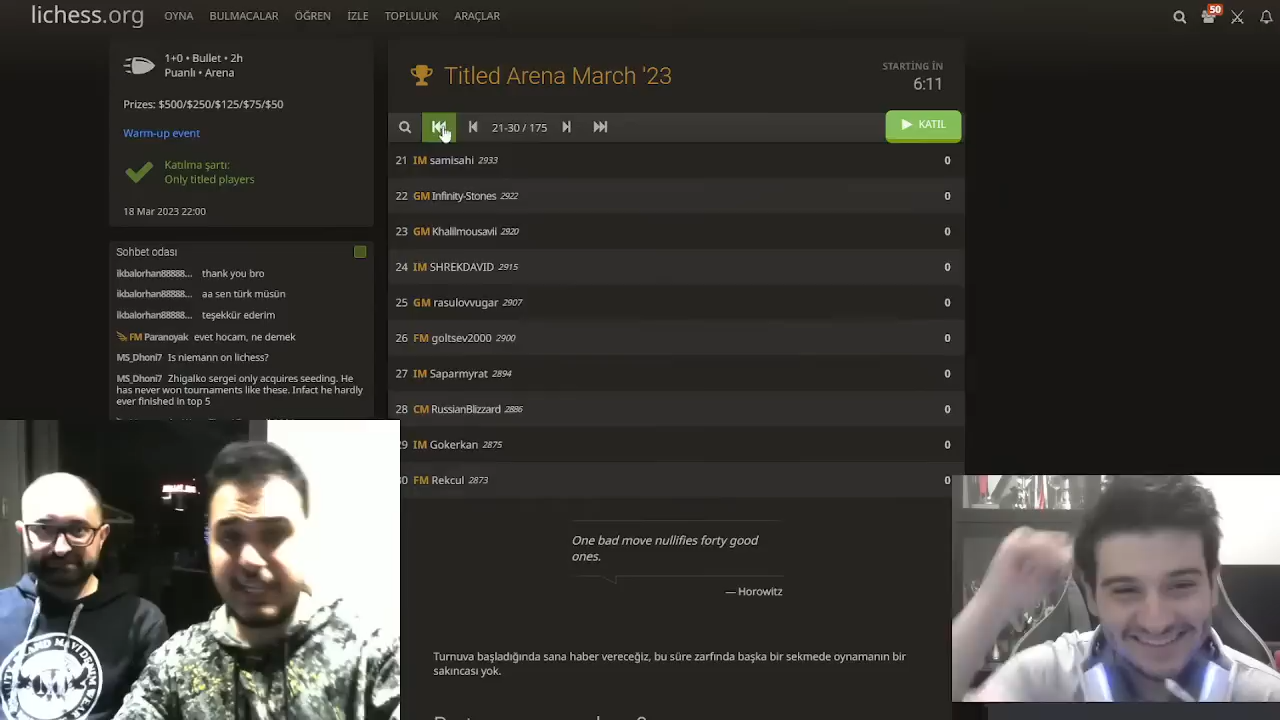 lichess.org OYNA BULMACALAR ÖĞREN İZLE TOPLULUK ARAÇLAR 50
1+0 • Bullet • 2h
Puanlı • Arena
Prizes: $500/$250/$125/$75/$50
Warm-up event
Katılma şartı:
Only titled players
18 Mar 2023 22:00
Sohbet odası
ikbalorhan88888... thank you bro
ikbalorhan88888... aa sen türk müsün
ikbalorhan88888... teşekkür ederim
FM Paranoyak evet hocam, ne demek
MS_Dhoni7 Is niemann on lichess?
MS_Dhoni7 Zhigalko sergei only acquires seeding. He
has never won tournaments like these. Infact he hardly
ever finished in top 5
Titled Arena March '23
STARTİNG İN
6:11
21-30 / 175
KATIL
21 IM samisahi 2933 0
22 GM Infinity-Stones 2922 0
23 GM Khalilmousavii 2920 0
24 IM SHREKDAVID 2915 0
25 GM rasulovvugar 2907 0
26 FM goltsev2000 2900 0
27 IM Saparmyrat 2894 0
28 CM RussianBlizzard 2886 0
29 IM Gokerkan 2875 0
30 FM Rekcul 2873 0
One bad move nullifies forty good
ones.
— Horowitz
Turnuva başladığında sana haber vereceğiz, bu süre zarfında başka bir sekmede oynamanın bir
sakıncası yok.